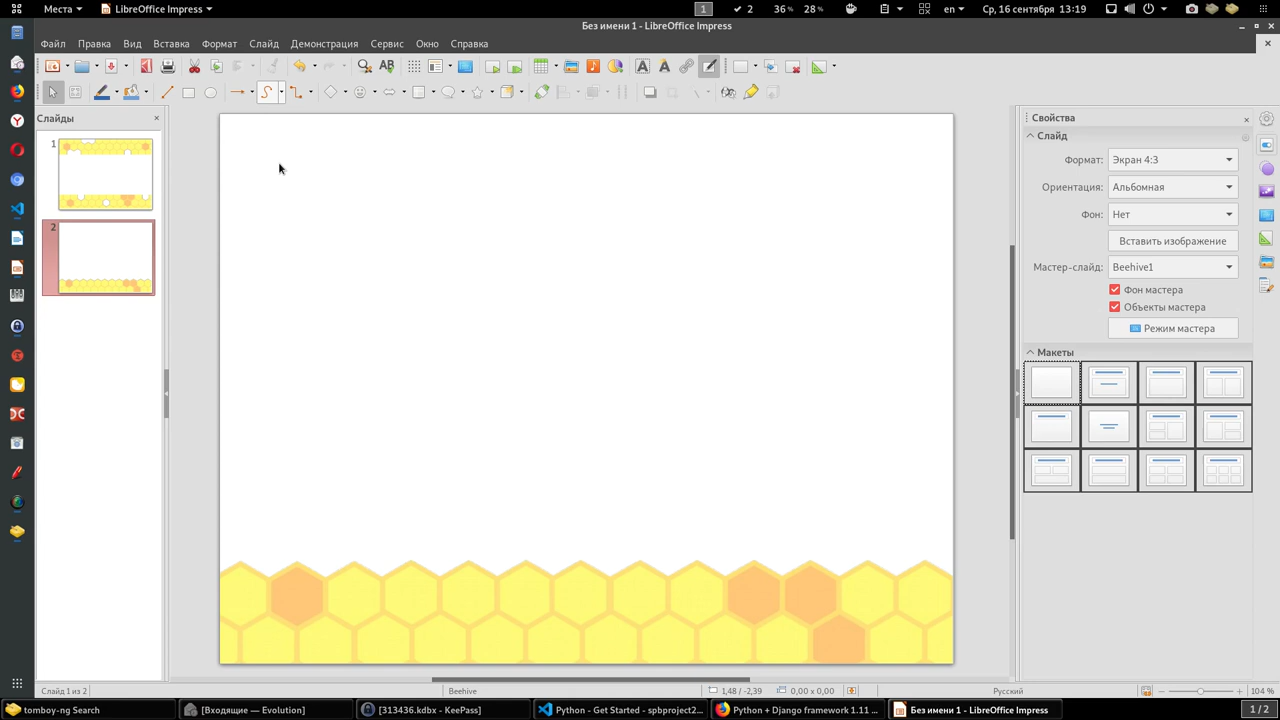 Места
LibreOffice Impress
1
2
36 %
28 %
en
Ср, 16 сентября
13:19
Без имени 1 - LibreOffice Impress
Файл Правка Вид Вставка Формат Слайд Демонстрация Сервис Окно Справка
Слайды
1
2
Свойства
Слайд
Формат: Экран 4:3
Ориентация: Альбомная
Фон: Нет
Вставить изображение
Мастер-слайд: Beehive1
Фон мастера
Объекты мастера
Режим мастера
Макеты
Слайд 1 из 2
Beehive
1,48 / -2,39
0,00 x 0,00
Русский
104 %
tomboy-ng Search
[Входящие — Evolution]
[313436.kdbx - KeePass]
Python - Get Started - spbproject2...
Python + Django framework 1.11 ...
Без имени 1 - LibreOffice Impress
1 / 2